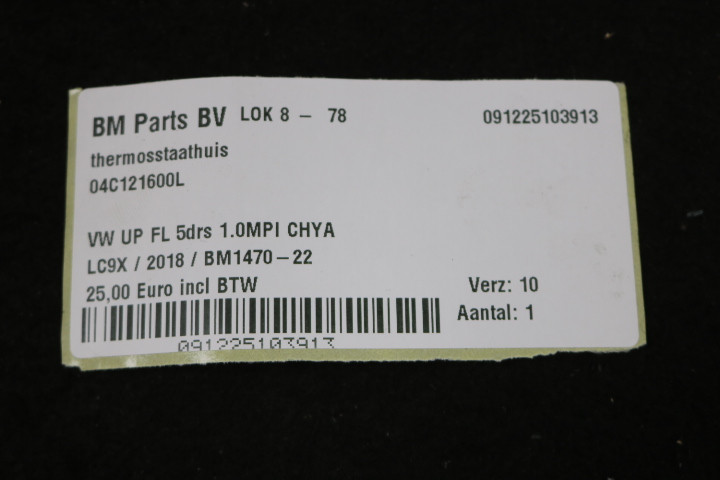 BM Parts BV LOK 8 – 78 091225103913
thermosstaathuis
04C121600L
VW UP FL 5drs 1.0MPI CHYA
LC9X / 2018 / BM1470–22
25,00 Euro incl BTW Verz: 10
Aantal: 1
091225103913